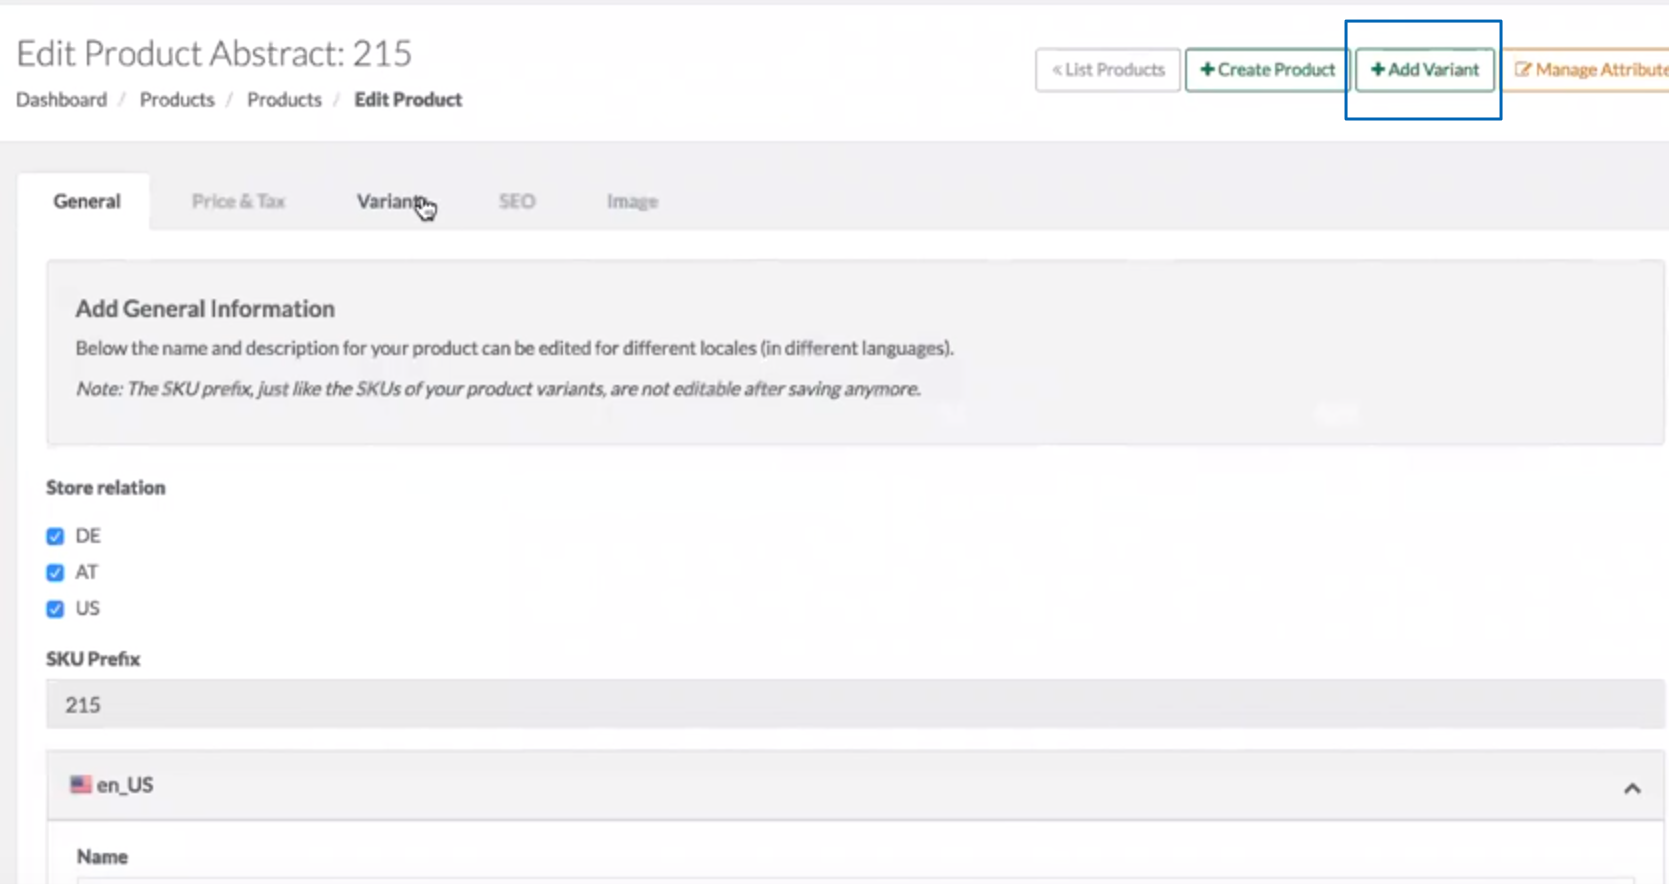 Edit Product Abstract: 215
Dashboard / Products / Products / Edit Product
« List Products
+ Create Product
+ Add Variant
Manage Attribute
General
Price & Tax
Variants
SEO
Image
Add General Information
Below the name and description for your product can be edited for different locales (in different languages).
Note: The SKU prefix, just like the SKUs of your product variants, are not editable after saving anymore.
Store relation
DE
AT
US
SKU Prefix
215
en_US
Name